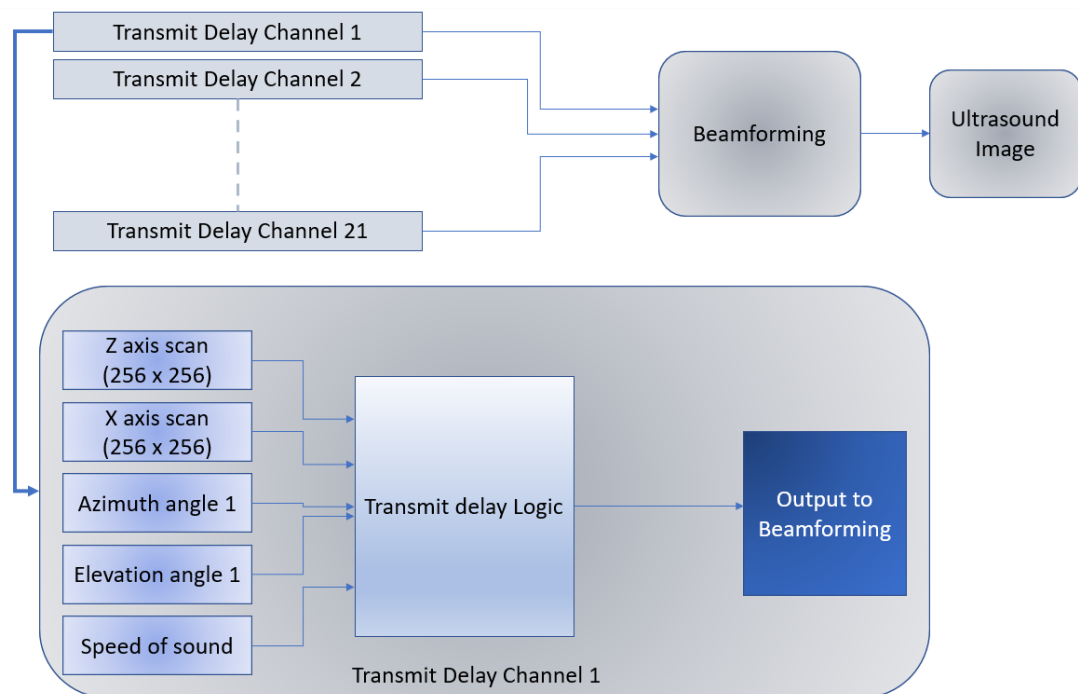 Transmit Delay Channel 1
Transmit Delay Channel 2
Transmit Delay Channel 21
Beamforming
Ultrasound
Image
Z axis scan
(256 x 256)
X axis scan
(256 x 256)
Azimuth angle 1
Elevation angle 1
Speed of sound
Transmit delay Logic
Output to
Beamforming
Transmit Delay Channel 1